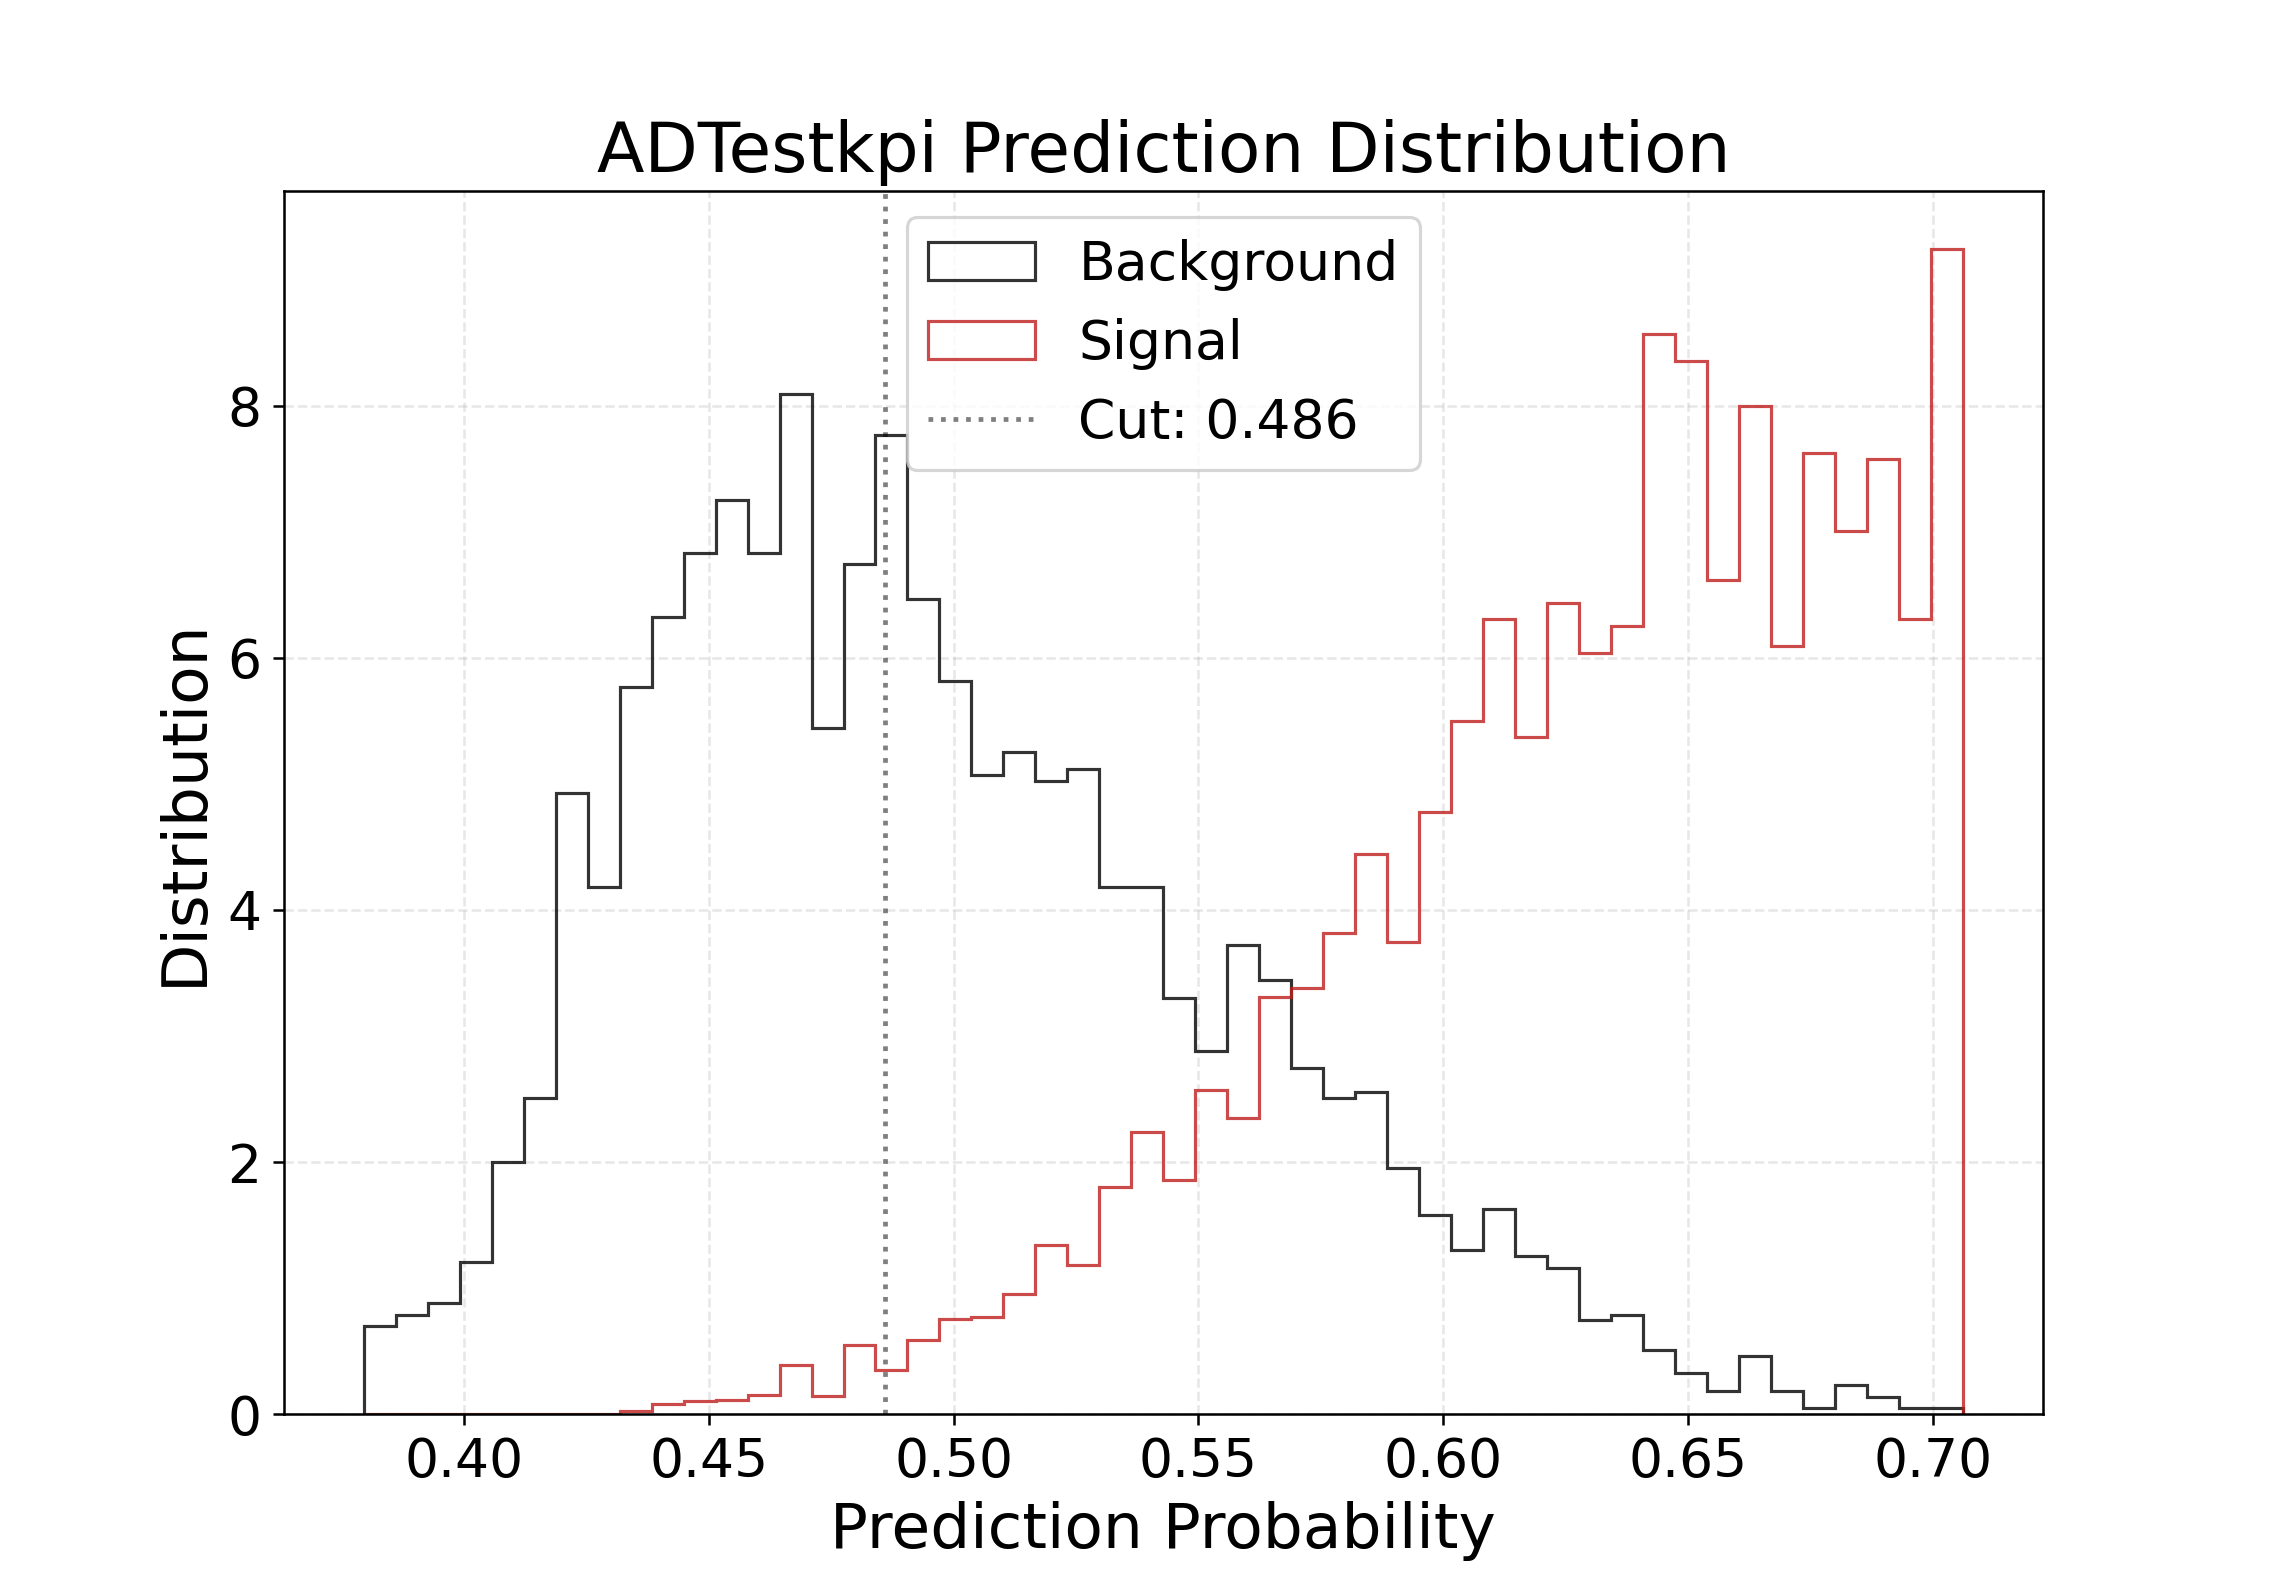 ADTestkpi Prediction Distribution
Background
Signal
Cut: 0.486
Distribution
8
6
4
2
0
0.40 0.45 0.50 0.55 0.60 0.65 0.70
Prediction Probability